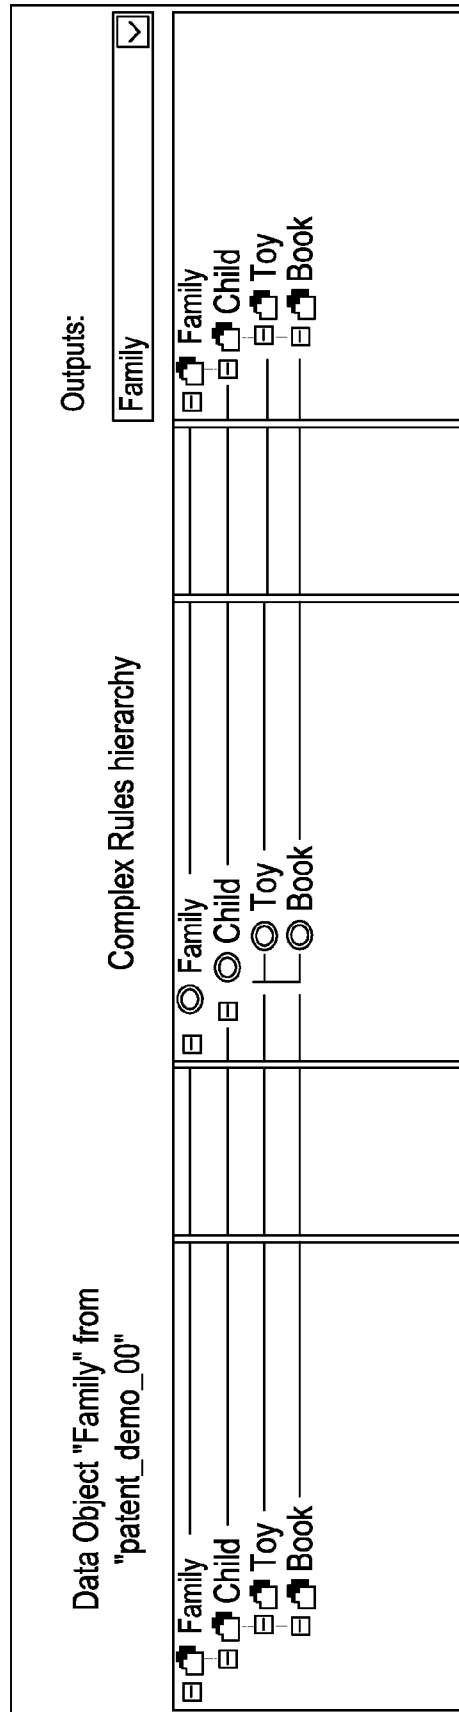 Data Object "Family" from
"patent_demo_00"
Family
Child
Toy
Book
Complex Rules hierarchy
Family
Child
Toy
Book
Outputs:
Family
Family
Child
Toy
Book